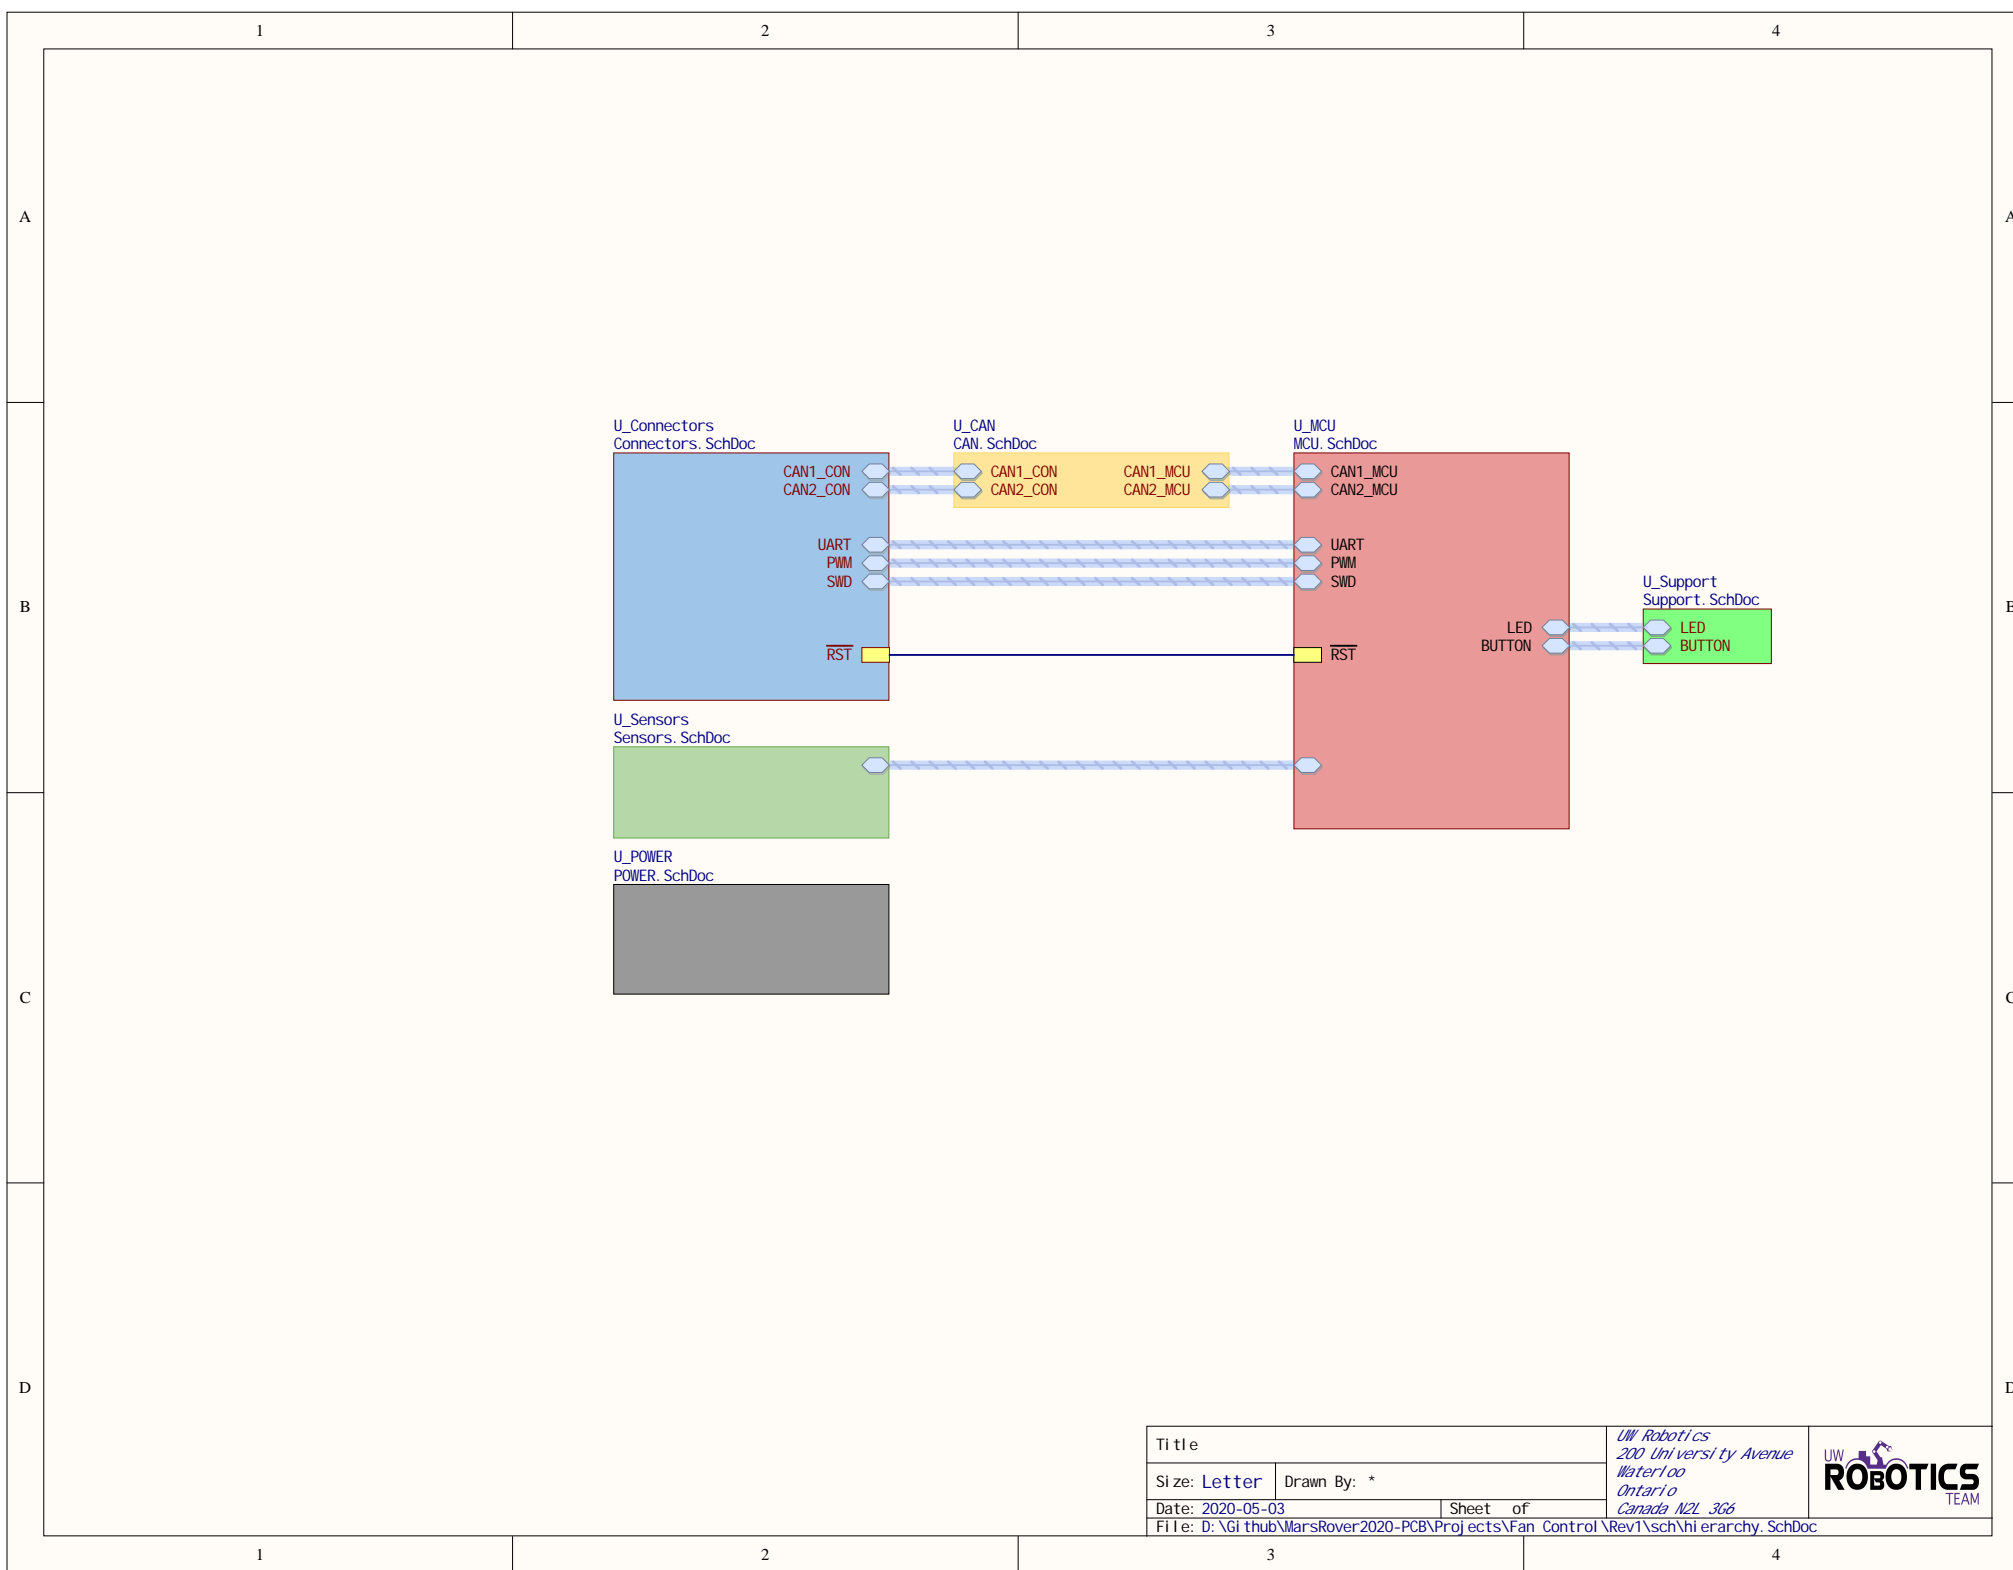 1 2 3 4
A A
U_Connectors
Connectors.SchDoc
U_CAN
CAN.SchDoc
U_MCU
MCU.SchDoc
CAN1_CON CAN1_CON CAN1_MCU CAN1_MCU
CAN2_CON CAN2_CON CAN2_MCU CAN2_MCU
UART UART
PWM PWM
SWD SWD
U_Support
Support.SchDoc
B B
LED LED
BUTTON BUTTON
RST RST
U_Sensors
Sensors.SchDoc
U_POWER
POWER.SchDoc
C C
D D
Title
Size: Letter Drawn By: *
Date: 2020-05-03 Sheet of
File: D:\Github\MarsRover2020-PCB\Projects\Fan Control\Rev1\sch\hierarchy.SchDoc
UW Robotics
200 University Avenue
Waterloo
Ontario
Canada N2L 3G6
UW
ROBOTICS
TEAM
1 2 3 4